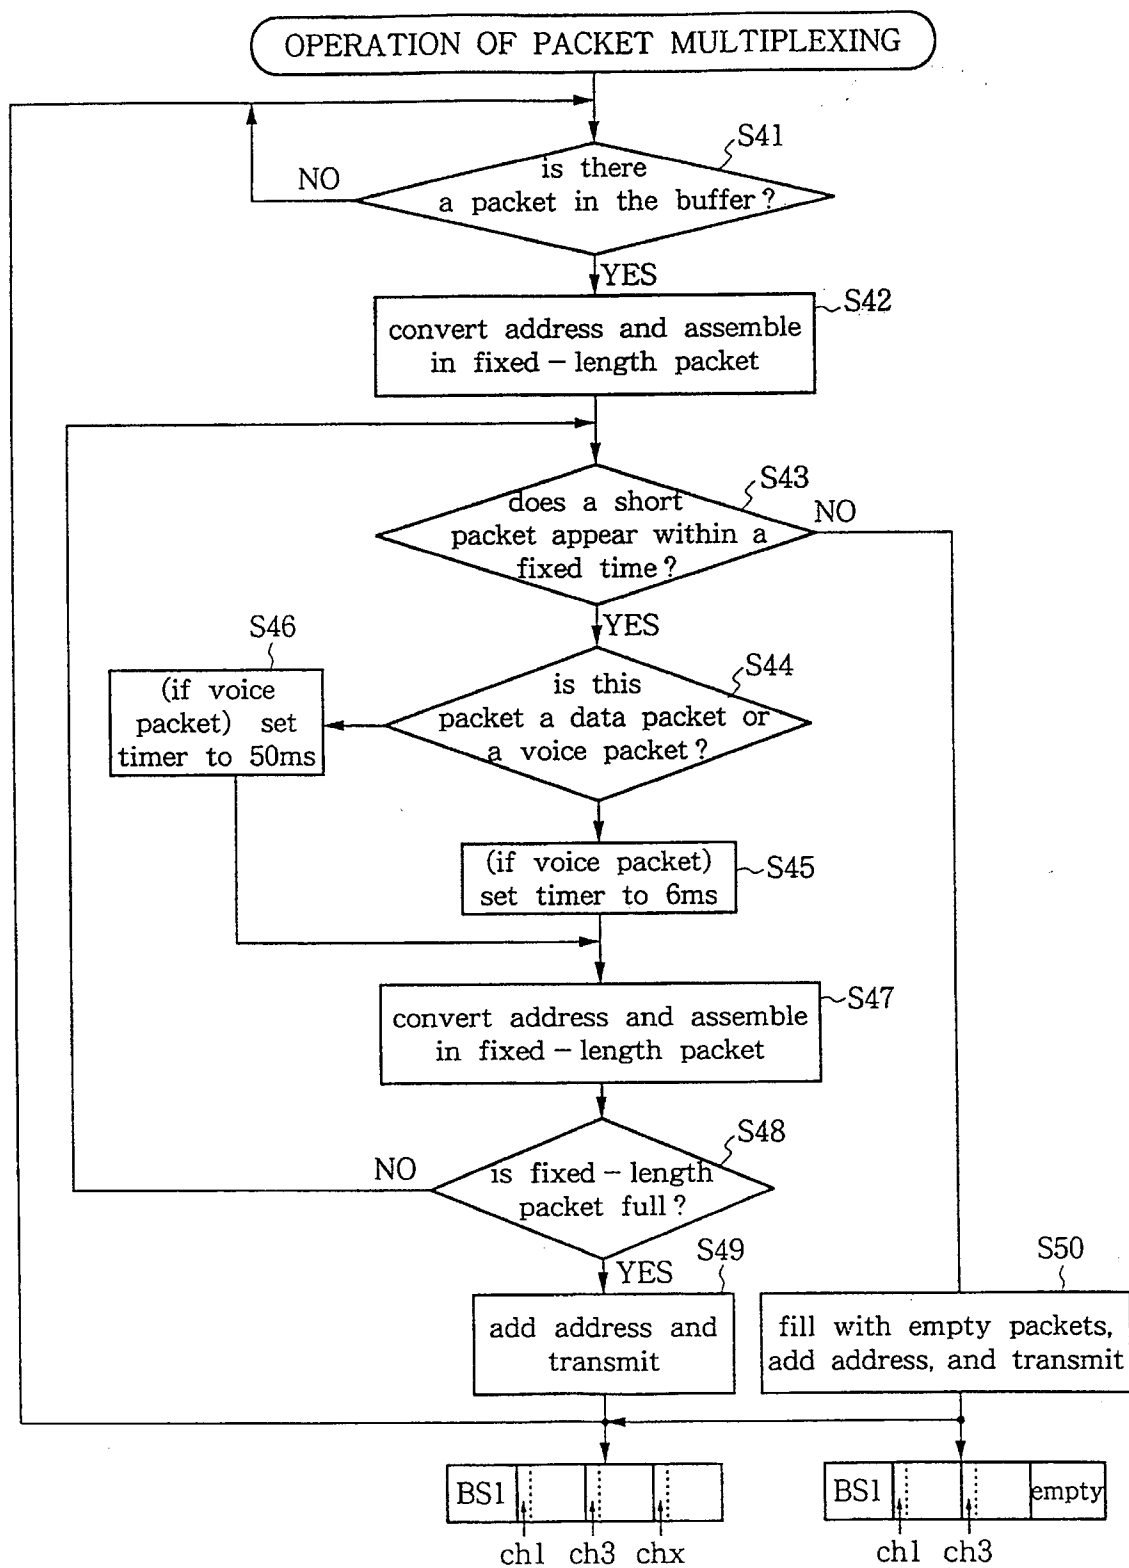 OPERATION OF PACKET MULTIPLEXING
S41
is there
a packet in the buffer?
NO
YES
S42
convert address and assemble
in fixed-length packet
S43
does a short
packet appear within a
fixed time?
NO
YES
S46
(if voice
packet) set
timer to 50ms
S44
is this
packet a data packet or
a voice packet?
(if voice packet)
set timer to 6ms
S45
S47
convert address and assemble
in fixed-length packet
S48
is fixed-length
packet full?
NO
YES
S49
add address and
transmit
S50
fill with empty packets,
add address, and transmit
BS1
ch1 ch3 chx
BS1 empty
ch1 ch3